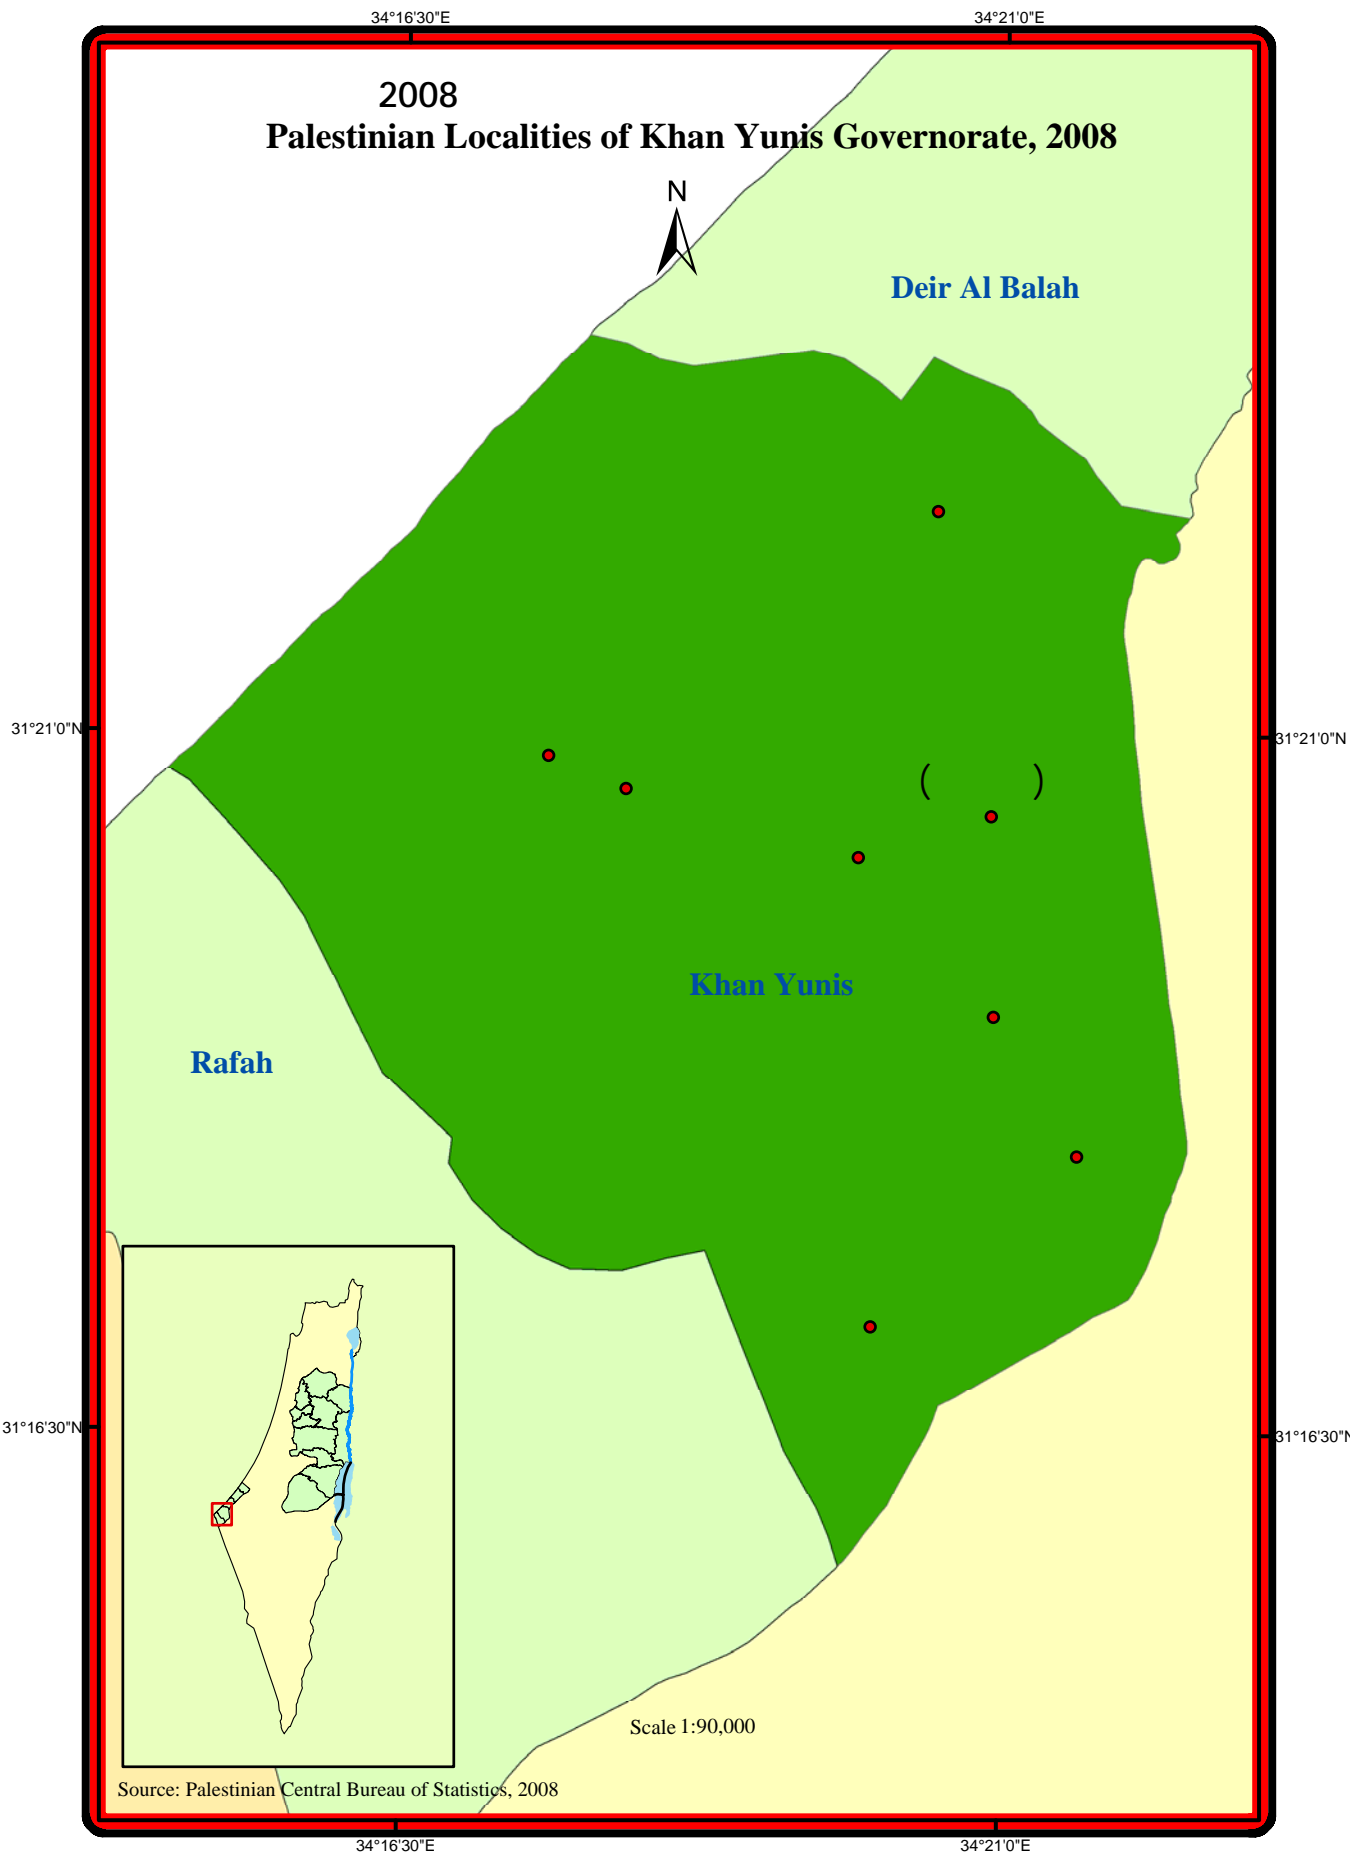 34°16'30"E 34°21'0"E
2008
Palestinian Localities of Khan Yunis Governorate, 2008
N
Deir Al Balah
31°21'0"N 31°21'0"N
( )
Khan Yunis
Rafah
31°16'30"N 31°16'30"N
Scale 1:90,000
Source: Palestinian Central Bureau of Statistics, 2008
34°16'30"E 34°21'0"E